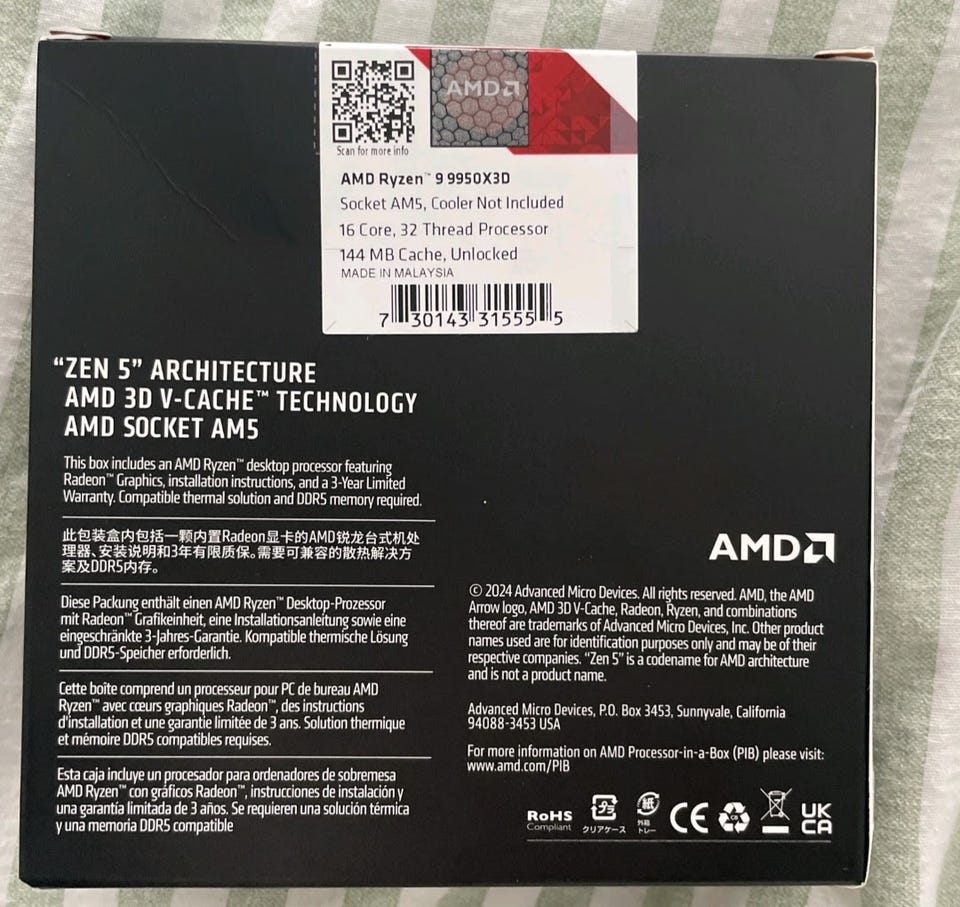 AMD
Scan for more info
AMD Ryzen™ 9 9950X3D
Socket AM5, Cooler Not Included
16 Core, 32 Thread Processor
144 MB Cache, Unlocked
MADE IN MALAYSIA
7 30143 31555 5
“ZEN 5” ARCHITECTURE
AMD 3D V-CACHE™ TECHNOLOGY
AMD SOCKET AM5
This box includes an AMD Ryzen™ desktop processor featuring
Radeon™ Graphics, installation instructions, and a 3-Year Limited
Warranty. Compatible thermal solution and DDR5 memory required.
此包装盒内包括一颗内置Radeon显卡的AMD锐龙台式机处
理器、安装说明和3年有限质保。需要可兼容的散热解决方
案及DDR5内存。
Diese Packung enthält einen AMD Ryzen™ Desktop-Prozessor
mit Radeon™ Grafikeinheit, eine Installationsanleitung sowie eine
eingeschränkte 3-Jahres-Garantie. Kompatible thermische Lösung
und DDR5-Speicher erforderlich.
Cette boîte comprend un processeur pour PC de bureau AMD
Ryzen™ avec cœurs graphiques Radeon™, des instructions
d'installation et une garantie limitée de 3 ans. Solution thermique
et mémoire DDR5 compatibles requises.
Esta caja incluye un procesador para ordenadores de sobremesa
AMD Ryzen™ con gráficos Radeon™, instrucciones de instalación y
una garantía limitada de 3 años. Se requieren una solución térmica
y una memoria DDR5 compatible
AMD
© 2024 Advanced Micro Devices. All rights reserved. AMD, the AMD
Arrow logo, AMD 3D V-Cache, Radeon, Ryzen, and combinations
thereof are trademarks of Advanced Micro Devices, Inc. Other product
names used are for identification purposes only and may be of their
respective companies. “Zen 5” is a codename for AMD architecture
and is not a product name.
Advanced Micro Devices, P.O. Box 3453, Sunnyvale, California
94088-3453 USA
For more information on AMD Processor-in-a-Box (PIB) please visit:
www.amd.com/PIB
RoHS
Compliant
プラ
クリアケース
紙
外箱
トレー
CE
UK
CA